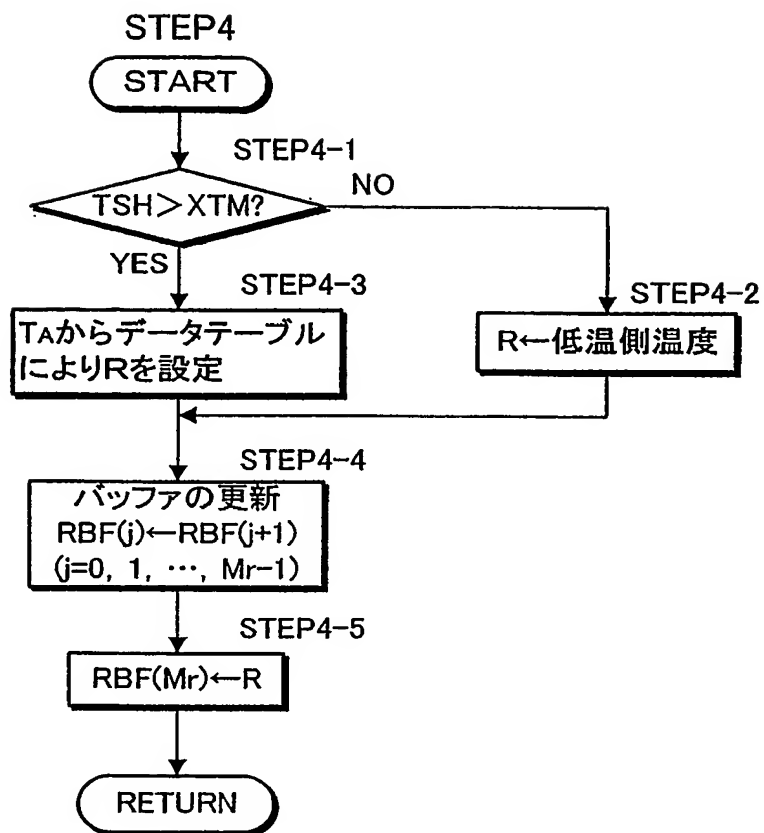 STEP4
START
STEP4-1
TSH>XTM?
NO
YES
STEP4-3
TAからデータテーブル
によりRを設定
STEP4-2
R←低温側温度
STEP4-4
バッファの更新
RBF(j)←RBF(j+1)
(j=0, 1, …, Mr-1)
STEP4-5
RBF(Mr)←R
RETURN